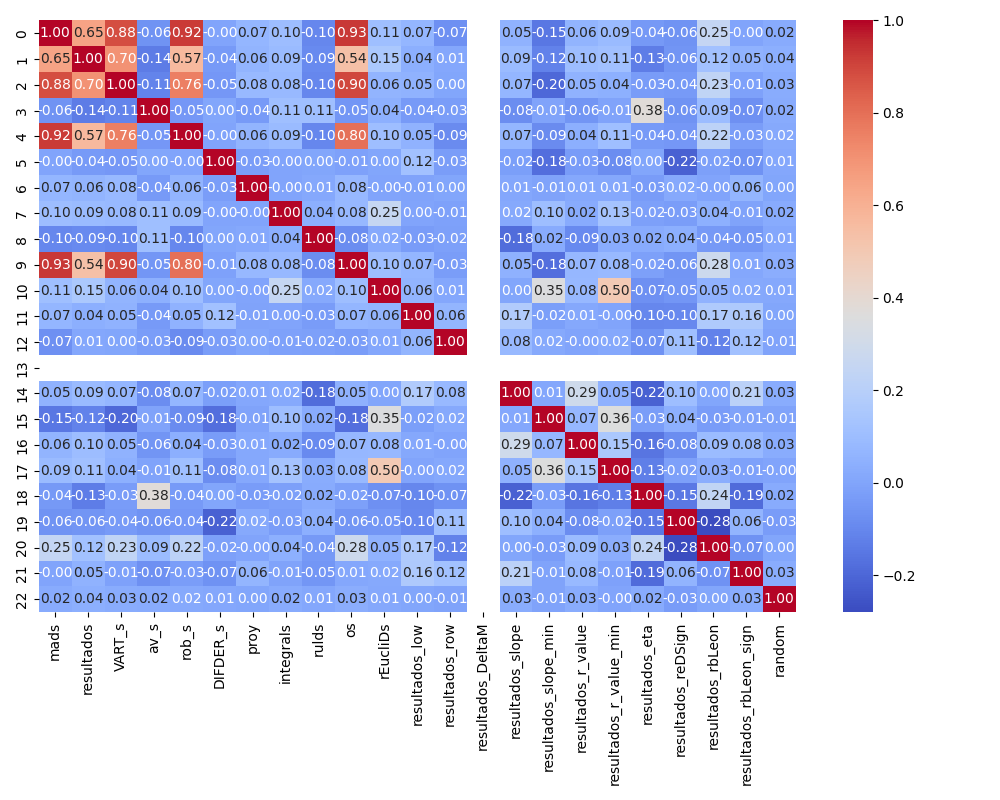 0 1.00 0.65 0.88 -0.06 0.92 -0.00 0.07 0.10 -0.10 0.93 0.11 0.07 -0.07 0.05 -0.15 0.06 0.09 -0.04 -0.06 0.25 -0.00 0.02
1 0.65 1.00 0.70 -0.14 0.57 -0.04 0.06 0.09 -0.09 0.54 0.15 0.04 0.01 0.09 -0.12 0.10 0.11 -0.13 -0.06 0.12 0.05 0.04
2 0.88 0.70 1.00 -0.11 0.76 -0.05 0.08 0.08 -0.10 0.90 0.06 0.05 0.00 0.07 -0.20 0.05 0.04 -0.03 -0.04 0.23 -0.01 0.03
3 -0.06 -0.14 -0.11 1.00 -0.05 0.00 -0.04 0.11 0.11 -0.05 0.04 -0.04 -0.03 -0.08 -0.01 -0.06 -0.01 0.38 -0.06 0.09 -0.07 0.02
4 0.92 0.57 0.76 -0.05 1.00 -0.00 0.06 0.09 -0.10 0.80 0.10 0.05 -0.09 0.07 -0.09 0.04 0.11 -0.04 -0.04 0.22 -0.03 0.02
5 -0.00 -0.04 -0.05 0.00 -0.00 1.00 -0.03 -0.00 0.00 -0.01 0.00 0.12 -0.03 -0.02 -0.18 -0.03 -0.08 0.00 -0.22 -0.02 -0.07 0.01
6 0.07 0.06 0.08 -0.04 0.06 -0.03 1.00 -0.00 0.01 0.08 -0.00 -0.01 0.00 0.01 -0.01 0.01 0.01 -0.03 0.02 -0.00 0.06 0.00
7 0.10 0.09 0.08 0.11 0.09 -0.00 -0.00 1.00 0.04 0.08 0.25 0.00 -0.01 0.02 0.10 0.02 0.13 -0.02 -0.03 0.04 -0.01 0.02
8 -0.10 -0.09 -0.10 0.11 -0.10 0.00 0.01 0.04 1.00 -0.08 0.02 -0.03 -0.02 -0.18 0.02 -0.09 0.03 0.02 0.04 -0.04 -0.05 0.01
9 0.93 0.54 0.90 -0.05 0.80 -0.01 0.08 0.08 -0.08 1.00 0.10 0.07 -0.03 0.05 -0.18 0.07 0.08 -0.02 -0.06 0.28 0.01 0.03
10 0.11 0.15 0.06 0.04 0.10 0.00 -0.00 0.25 0.02 0.10 1.00 0.06 0.01 0.00 0.35 0.08 0.50 -0.07 -0.05 0.05 0.02 0.01
11 0.07 0.04 0.05 -0.04 0.05 0.12 -0.01 0.00 -0.03 0.07 0.06 1.00 0.06 0.17 -0.02 0.01 -0.00 -0.10 -0.10 0.17 0.16 0.00
12 -0.07 0.01 0.00 -0.03 -0.09 -0.03 0.00 -0.01 -0.02 -0.03 0.01 0.06 1.00 0.08 0.02 -0.00 0.02 -0.07 0.11 -0.12 0.12 -0.01
13
14 0.05 0.09 0.07 -0.08 0.07 -0.02 0.01 0.02 -0.18 0.05 0.00 0.17 0.08 1.00 0.01 0.29 0.05 -0.22 0.10 0.00 0.21 0.03
15 -0.15 -0.12 -0.20 -0.01 -0.09 -0.18 -0.01 0.10 0.02 -0.18 0.35 -0.02 0.02 0.01 1.00 0.07 0.36 -0.03 0.04 -0.03 -0.01 -0.01
16 0.06 0.10 0.05 -0.06 0.04 -0.03 0.01 0.02 -0.09 0.07 0.08 0.01 -0.00 0.29 0.07 1.00 0.15 -0.16 -0.08 0.09 0.08 0.03
17 0.09 0.11 0.04 -0.01 0.11 -0.08 0.01 0.13 0.03 0.08 0.50 -0.00 0.02 0.05 0.36 0.15 1.00 -0.13 -0.02 0.03 -0.01 -0.00
18 -0.04 -0.13 -0.03 0.38 -0.04 0.00 -0.03 -0.02 0.02 -0.02 -0.07 -0.10 -0.07 -0.22 -0.03 -0.16 -0.13 1.00 -0.15 0.24 -0.19 0.02
19 -0.06 -0.06 -0.04 -0.06 -0.04 -0.22 0.02 -0.03 0.04 -0.06 -0.05 -0.10 0.11 0.10 0.04 -0.08 -0.02 -0.15 1.00 -0.28 0.06 -0.03
20 0.25 0.12 0.23 0.09 0.22 -0.02 -0.00 0.04 -0.04 0.28 0.05 0.17 -0.12 0.00 -0.03 0.09 0.03 0.24 -0.28 1.00 -0.07 0.00
21 -0.00 0.05 -0.01 -0.07 -0.03 -0.07 0.06 -0.01 -0.05 0.01 0.02 0.16 0.12 0.21 -0.01 0.08 -0.01 -0.19 0.06 -0.07 1.00 0.03
22 0.02 0.04 0.03 0.02 0.02 0.01 0.00 0.02 0.01 0.03 0.01 0.00 -0.01 0.03 -0.01 0.03 -0.00 0.02 -0.03 0.00 0.03 1.00
mads
resultados
VART_s
av_s
rob_s
DIFDER_s
proy
integrals
rulds
os
rEucliDs
resultados_low
resultados_row
resultados_DeltaM
resultados_slope
resultados_slope_min
resultados_r_value
resultados_r_value_min
resultados_eta
resultados_reDSign
resultados_rbLeon
resultados_rbLeon_sign
random
1.0
0.8
0.6
0.4
0.2
0.0
−0.2